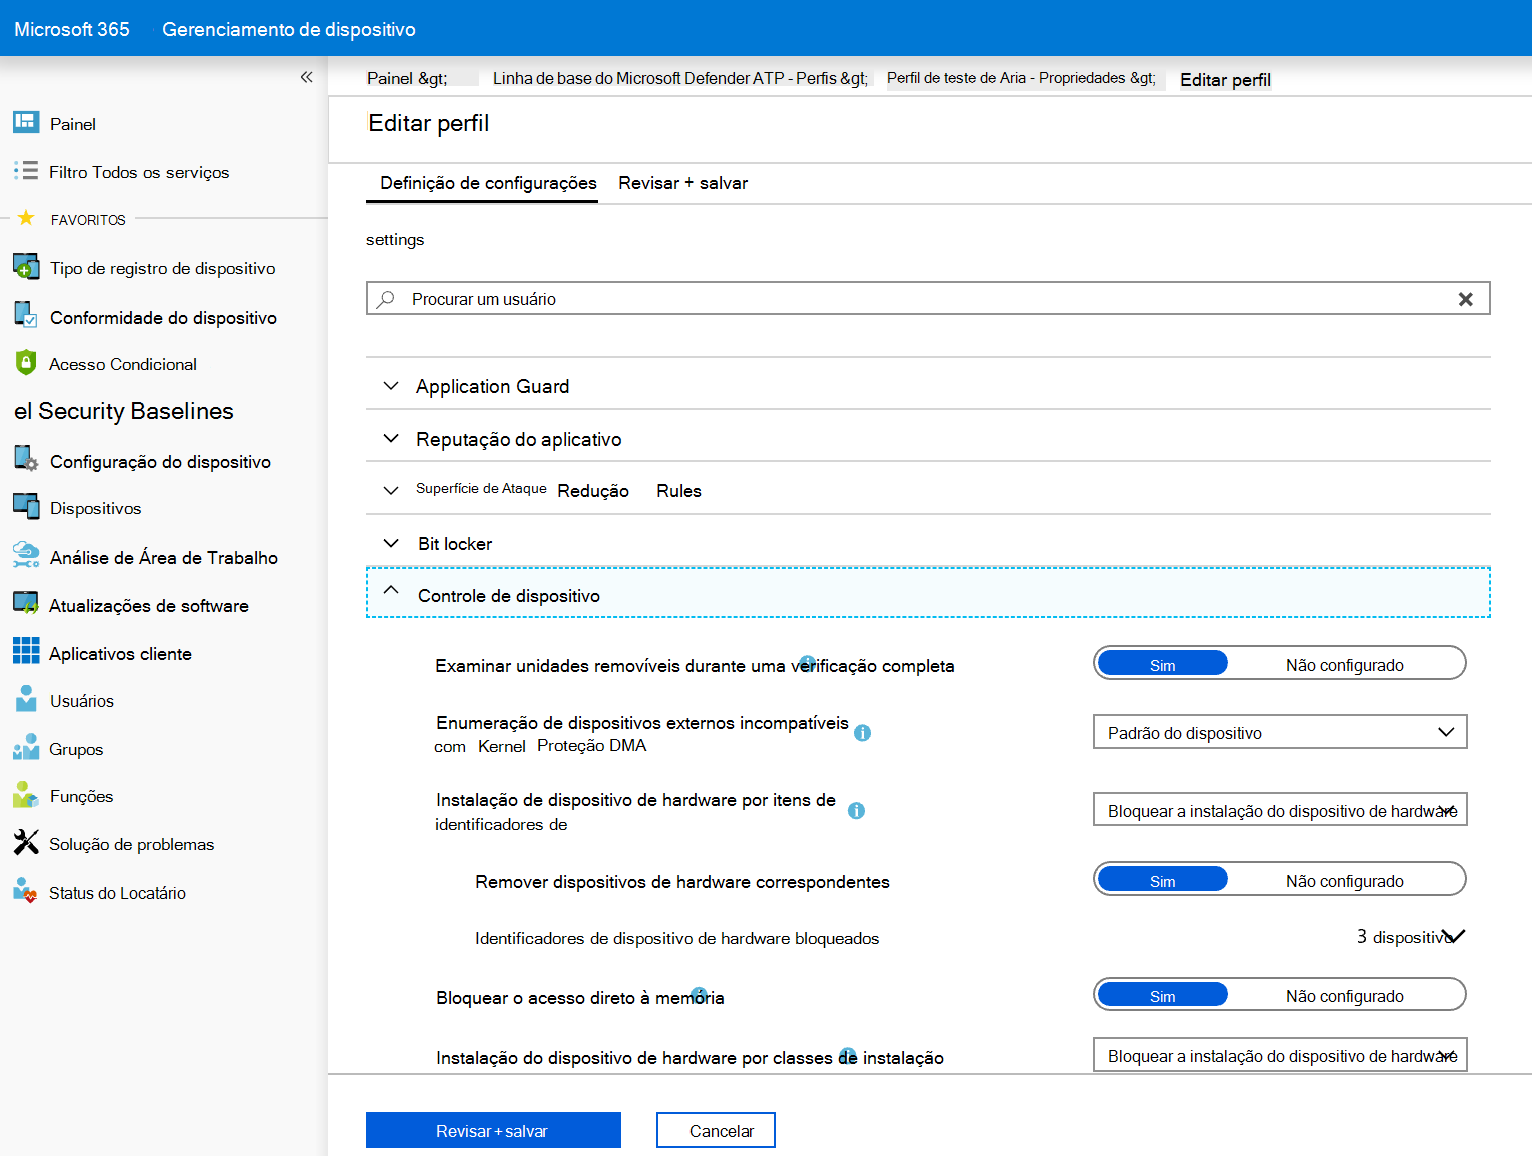 Microsoft 365 Gerenciamento de dispositivo
Painel &gt; Linha de base do Microsoft Defender ATP - Perfis &gt; Perfil de teste de Aria - Propriedades &gt; Editar perfil
Editar perfil
Definição de configurações Revisar + salvar
settings
Procurar um usuário
Application Guard
Reputação do aplicativo
Superfície de Ataque Redução Rules
Bit locker
Controle de dispositivo
Examinar unidades removíveis durante uma verificação completa Sim Não configurado
Enumeração de dispositivos externos incompatíveis
com Kernel Proteção DMA
Padrão do dispositivo
Instalação de dispositivo de hardware por itens de
identificadores de
Bloquear a instalação do dispositivo de hardware
Remover dispositivos de hardware correspondentes Sim Não configurado
Identificadores de dispositivo de hardware bloqueados 3 dispositivo
Bloquear o acesso direto à memória Sim Não configurado
Instalação do dispositivo de hardware por classes de instalação Bloquear a instalação do dispositivo de hardware
Revisar + salvar Cancelar
Painel
Filtro Todos os serviços
FAVORITOS
Tipo de registro de dispositivo
Conformidade do dispositivo
Acesso Condicional
el Security Baselines
Configuração do dispositivo
Dispositivos
Análise de Área de Trabalho
Atualizações de software
Aplicativos cliente
Usuários
Grupos
Funções
Solução de problemas
Status do Locatário